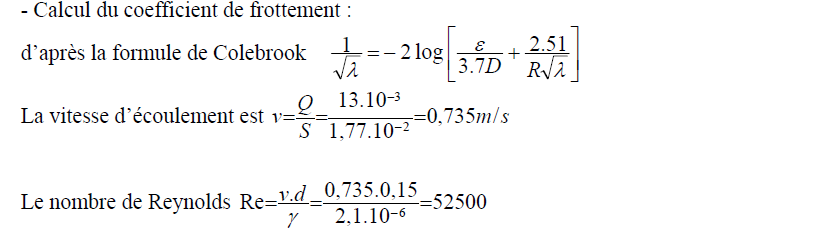 - Calcul du coefficient de frottement :
d’après la formule de Colebrook 1/√λ = – 2 log[ε/3.7D + 2.51/R√λ]
La vitesse d’écoulement est v=Q/S=13.10⁻³/1,77.10⁻²=0,735m/s
Le nombre de Reynolds Re=v.d/γ=0,735.0,15/2,1.10⁻⁶=52500